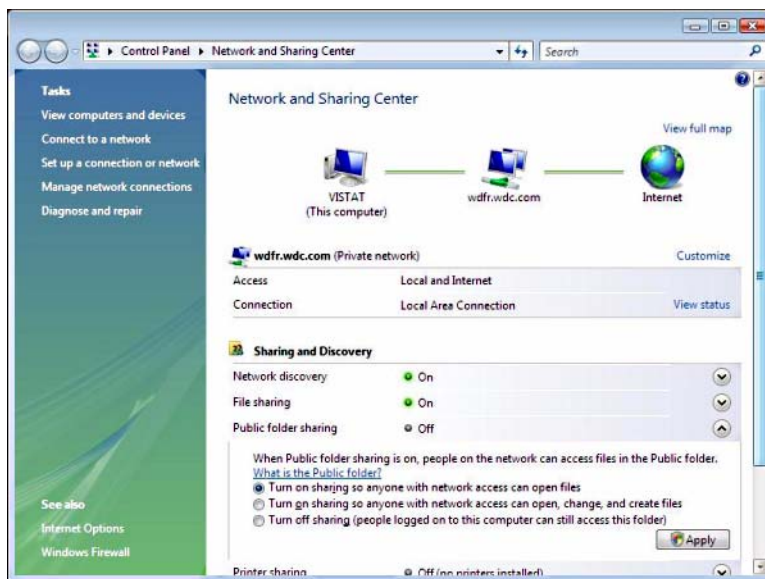 Control Panel Network and Sharing Center Search
Tasks
View computers and devices
Connect to a network
Set up a connection or network
Manage network connections
Diagnose and repair
See also
Internet Options
Windows Firewall
Network and Sharing Center
View full map
VISTAT
(This computer)
wdfr.wdc.com
Internet
wdfr.wdc.com (Private network) Customize
Access Local and Internet
Connection Local Area Connection View status
Sharing and Discovery
Network discovery On
File sharing On
Public folder sharing Off
When Public folder sharing is on, people on the network can access files in the Public folder.
What is the Public folder?
Turn on sharing so anyone with network access can open files
Turn on sharing so anyone with network access can open, change, and create files
Turn off sharing (people logged on to this computer can still access this folder)
Apply
Printer sharing Off (no printers installed)